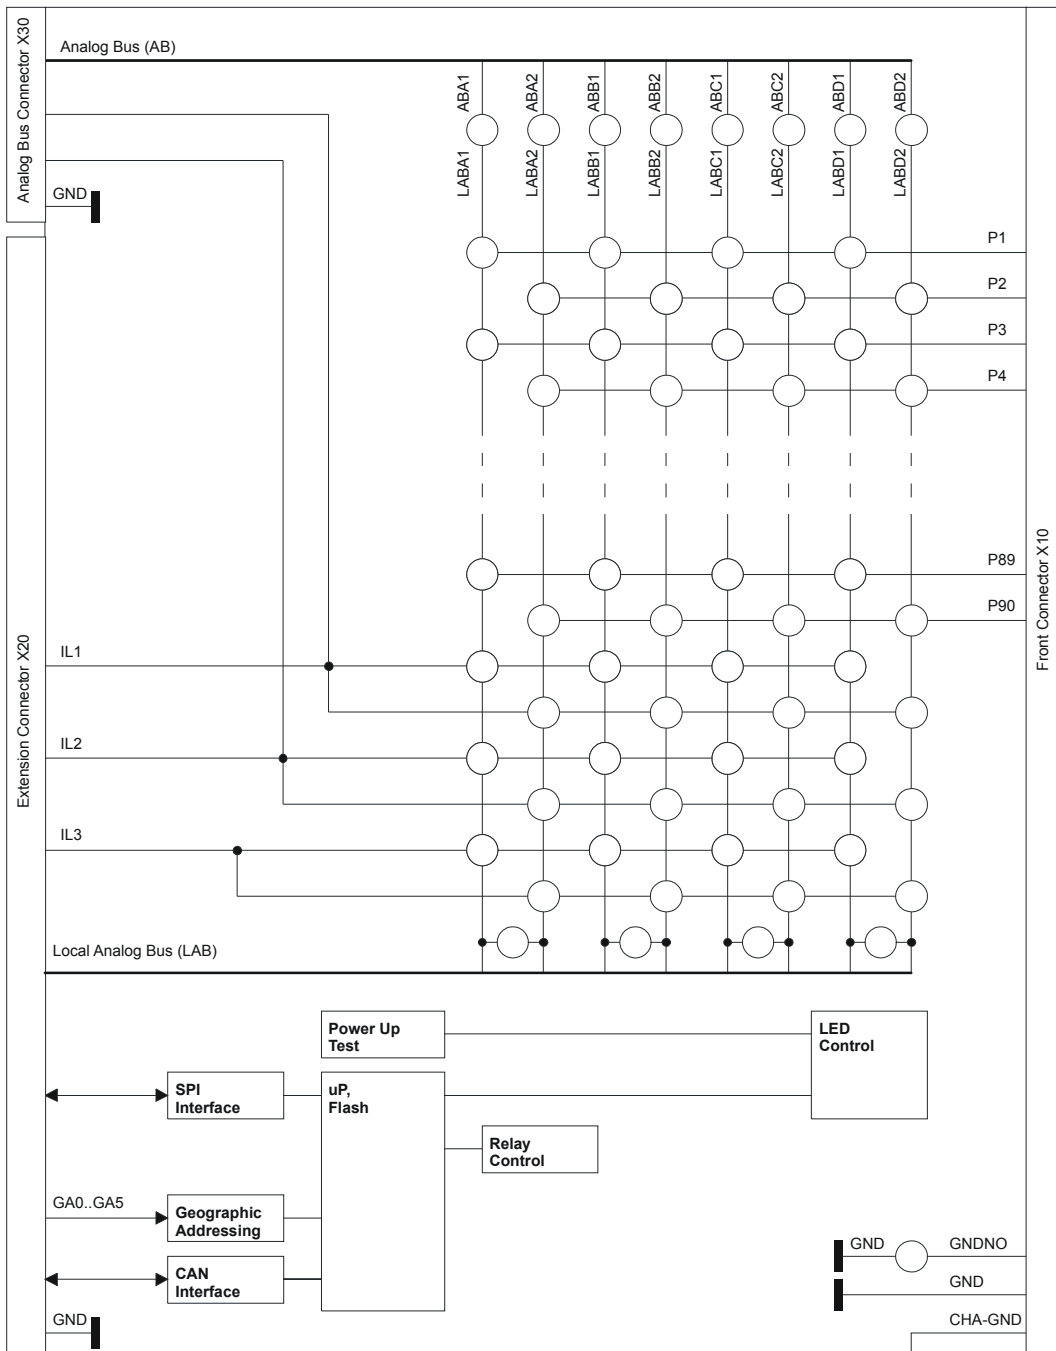 Analog Bus Connector X30
Analog Bus (AB)
GND
ABA1
ABA2
ABB1
ABB2
ABC1
ABC2
ABD1
ABD2
LABA1
LABA2
LABB1
LABB2
LABC1
LABC2
LABD1
LABD2
P1
P2
P3
P4
P89
P90
Front Connector X10
Extension Connector X20
IL1
IL2
IL3
Local Analog Bus (LAB)
Power Up
Test
LED
Control
SPI
Interface
uP,
Flash
Relay
Control
GA0..GA5
Geographic
Addressing
CAN
Interface
GND
GND
GNDNO
GND
CHA-GND